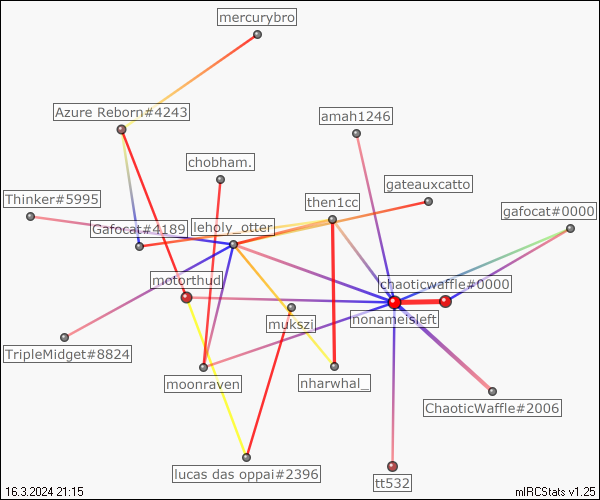 mercurybro
Azure Reborn#4243
amah1246
chobham.
gateauxcatto
Thinker#5995
then1cc
gafocat#0000
Gafocat#4189
leholy_otter
motorthud
chaoticwaffle#0000
mukszi
nonameisleft
TripleMidget#8824
moonraven
nharwhal_
ChaoticWaffle#2006
lucas das oppai#2396
tt532
16.3.2024 21:15
mIRCStats v1.25